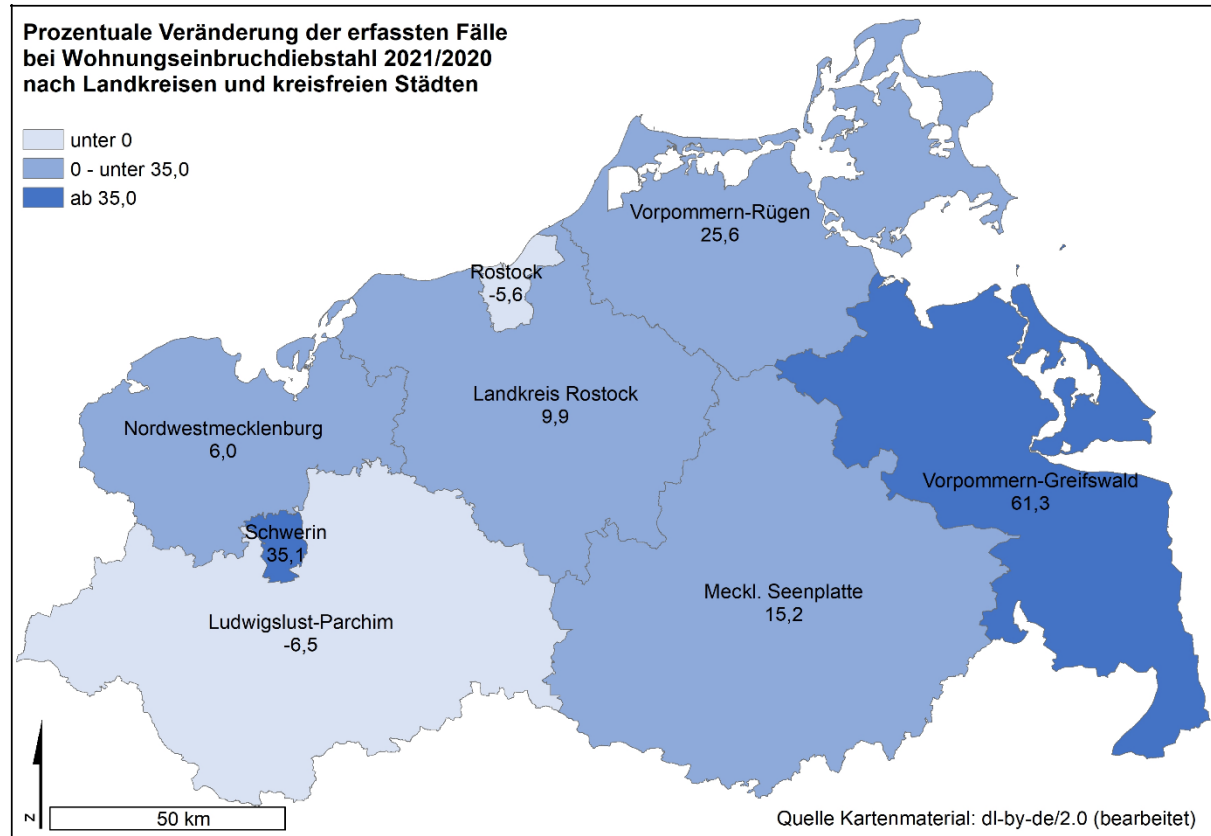 Prozentuale Veränderung der erfassten Fälle
bei Wohnungseinbruchdiebstahl 2021/2020
nach Landkreisen und kreisfreien Städten
unter 0
0 - unter 35,0
ab 35,0
Vorpommern-Rügen
25,6
Rostock
-5,6
Landkreis Rostock
9,9
Nordwestmecklenburg
6,0
Vorpommern-Greifswald
61,3
Schwerin
35,1
Meckl. Seenplatte
15,2
Ludwigslust-Parchim
-6,5
N
50 km
Quelle Kartenmaterial: dl-by-de/2.0 (bearbeitet)